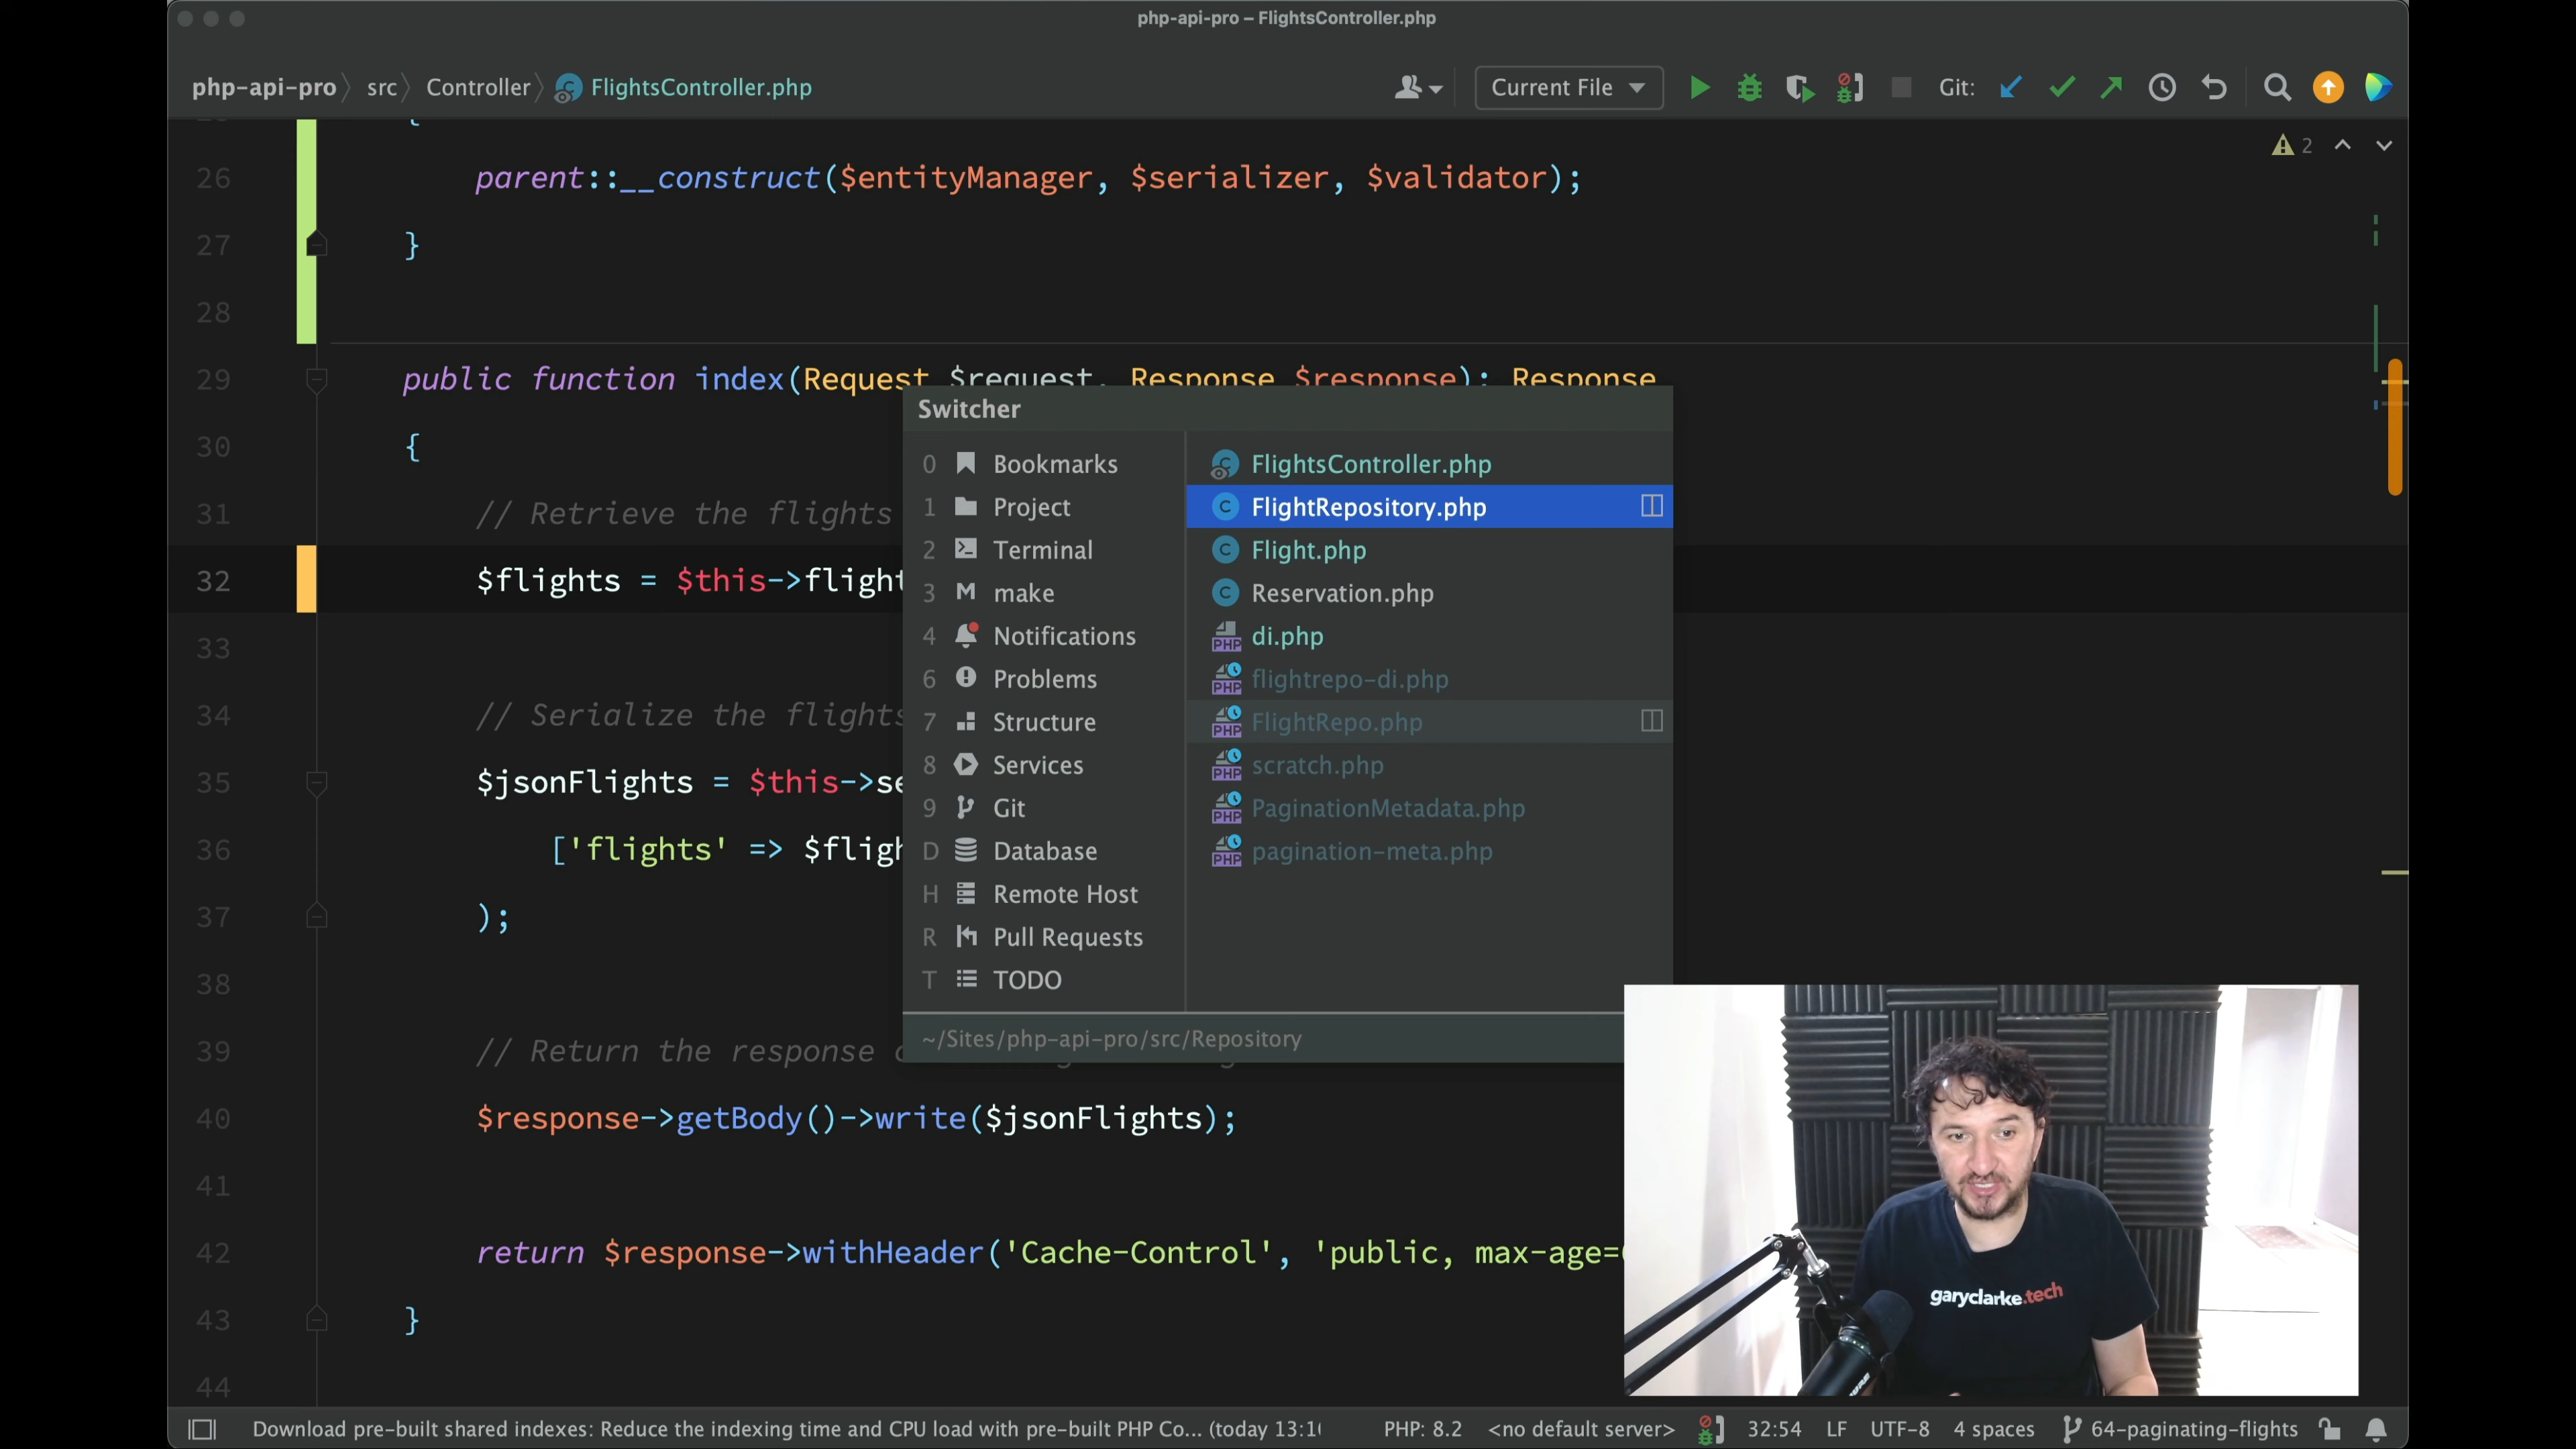 php-api-pro – FlightsController.php
php-api-pro src Controller FlightsController.php
Current File Git:
2
{
26 parent::__construct($entityManager, $serializer, $validator);
27 }
28
29 public function index(Request $request, Response $response): Response
30 {
31 // Retrieve the flights
32 $flights = $this->flight
33
34 // Serialize the flights
35 $jsonFlights = $this->se
36 ['flights' => $fligh
37 );
38
39 // Return the response
40 $response->getBody()->write($jsonFlights);
41
42 return $response->withHeader('Cache-Control', 'public, max-age=
43 }
44
Switcher
0 Bookmarks
1 Project
2 Terminal
3 make
4 Notifications
6 Problems
7 Structure
8 Services
9 Git
D Database
H Remote Host
R Pull Requests
T TODO
FlightsController.php
FlightRepository.php
Flight.php
Reservation.php
di.php
flightrepo-di.php
FlightRepo.php
scratch.php
PaginationMetadata.php
pagination-meta.php
~/Sites/php-api-pro/src/Repository
garyclarke.tech
Download pre-built shared indexes: Reduce the indexing time and CPU load with pre-built PHP Co... (today 13:1 PHP: 8.2 <no default server> 32:54 LF UTF-8 4 spaces 64-paginating-flights